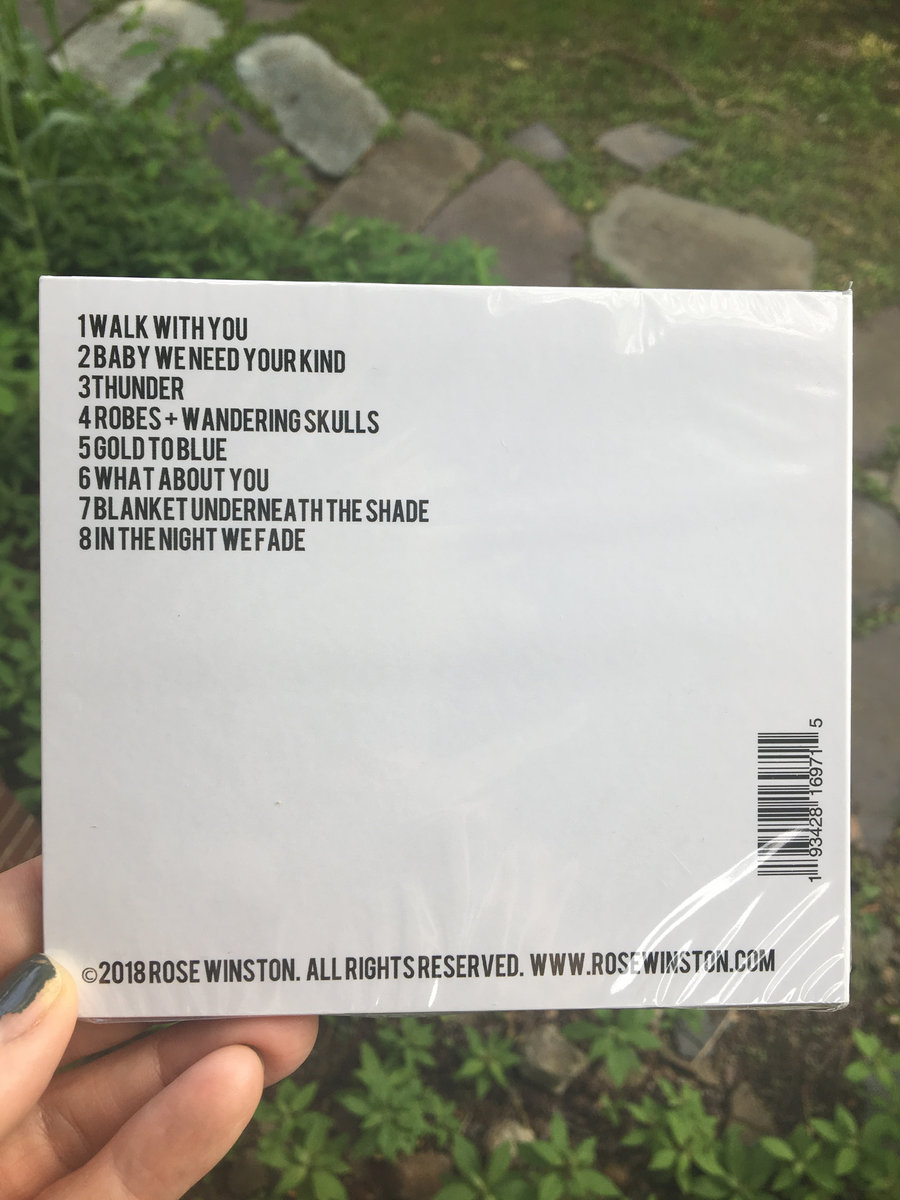 1 WALK WITH YOU
2 BABY WE NEED YOUR KIND
3 THUNDER
4 ROBES + WANDERING SKULLS
5 GOLD TO BLUE
6 WHAT ABOUT YOU
7 BLANKET UNDERNEATH THE SHADE
8 IN THE NIGHT WE FADE
1 93428 16971 5
©2018 ROSE WINSTON. ALL RIGHTS RESERVED. WWW.ROSEWINSTON.COM